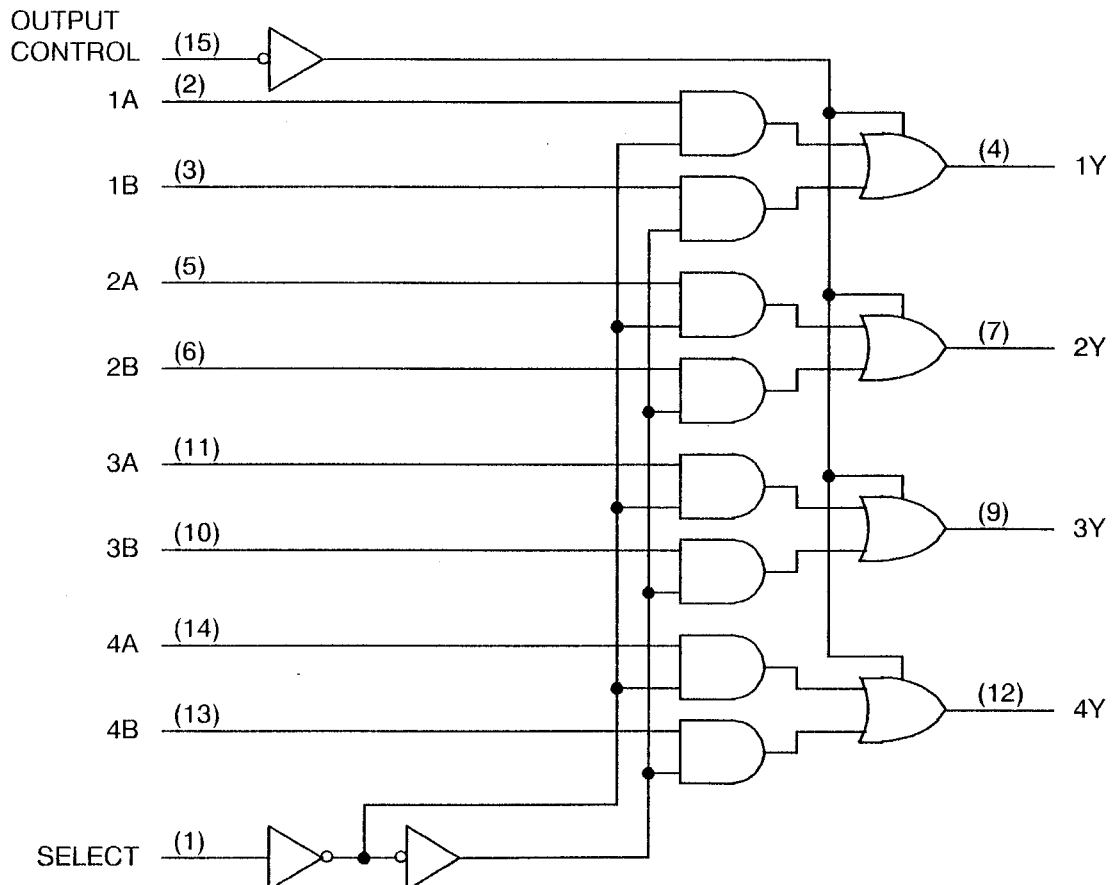 OUTPUT
CONTROL (15)
1A (2)
1B (3)
(4) 1Y
2A (5)
2B (6)
(7) 2Y
3A (11)
3B (10)
(9) 3Y
4A (14)
4B (13)
(12) 4Y
SELECT (1)